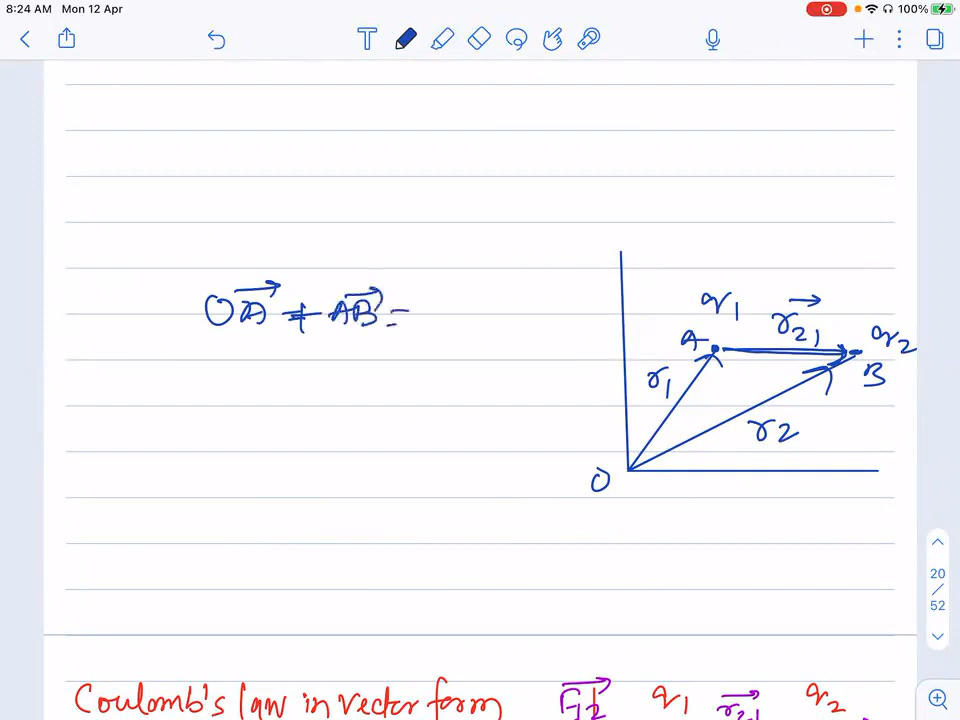 8:24 AM Mon 12 Apr
100%
T
q1
r21
q2
OA + AB =
A
B
r1
r2
O
20
/
52
Coulomb's law in vector form
q1
r21
q2